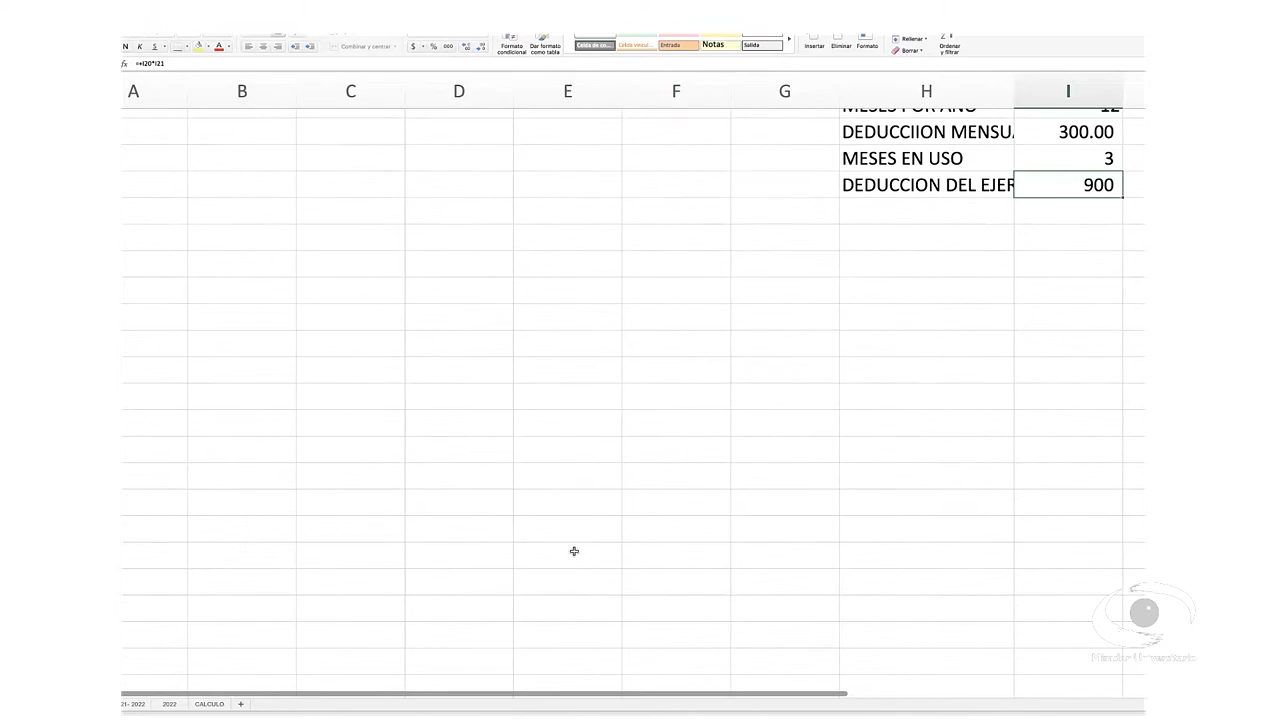 N K S A Combinar y centrar $ % 000
Formato condicional
Dar formato como tabla
Celda de co... Celda vincul... Entrada Notas Salida
Insertar Eliminar Formato
Rellenar
Borrar
Ordenar y filtrar
fx =+I20*I21
A B C D E F G H I
MESES POR AÑO 12
DEDUCCIION MENSUA 300.00
MESES EN USO 3
DEDUCCION DEL EJER 900
21- 2022 2022 CALCULO +